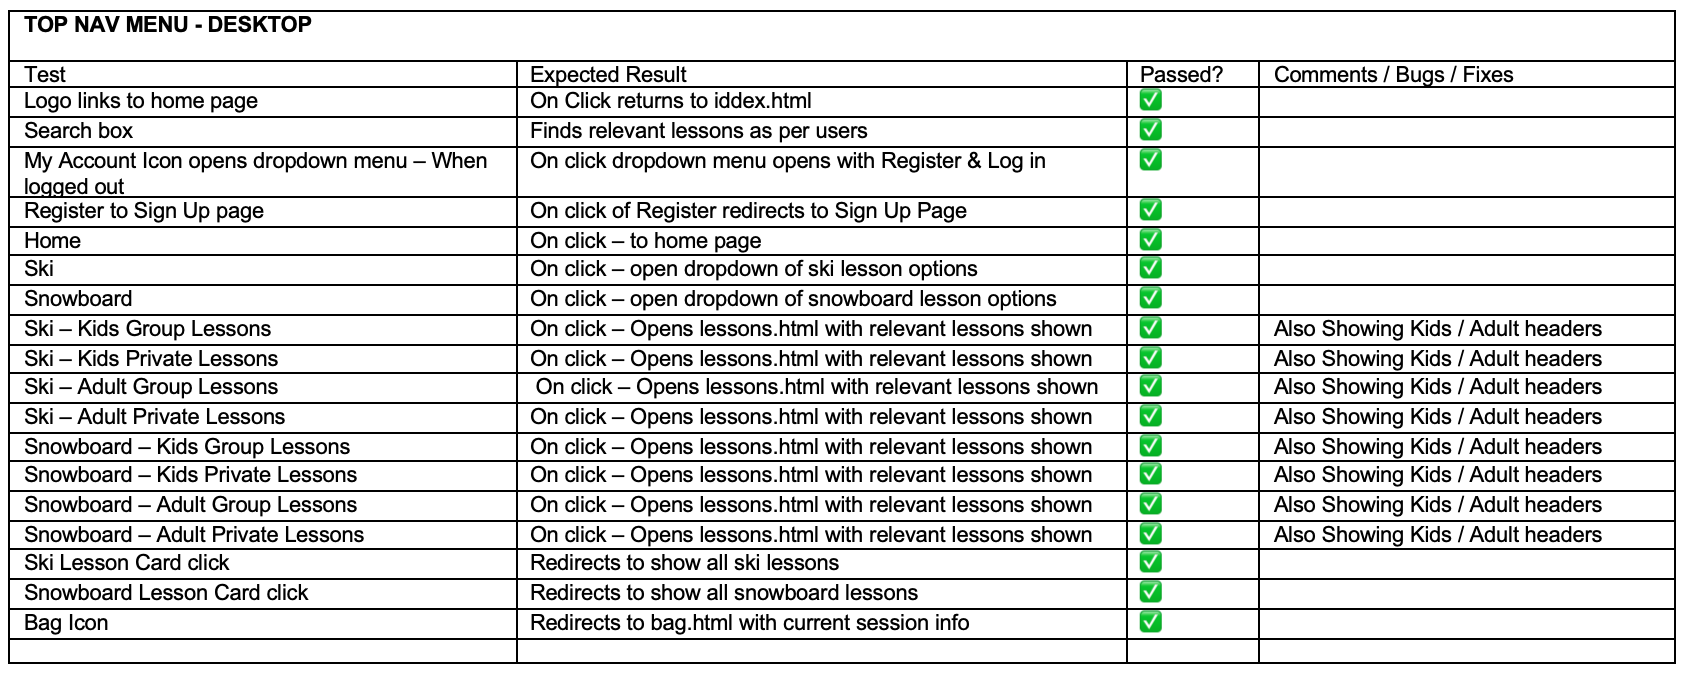 TOP NAV MENU - DESKTOP
Test Expected Result Passed? Comments / Bugs / Fixes
Logo links to home page On Click returns to iddex.html ✅
Search box Finds relevant lessons as per users ✅
My Account Icon opens dropdown menu – When On click dropdown menu opens with Register & Log in ✅
logged out
Register to Sign Up page On click of Register redirects to Sign Up Page ✅
Home On click – to home page ✅
Ski On click – open dropdown of ski lesson options ✅
Snowboard On click – open dropdown of snowboard lesson options ✅
Ski – Kids Group Lessons On click – Opens lessons.html with relevant lessons shown ✅ Also Showing Kids / Adult headers
Ski – Kids Private Lessons On click – Opens lessons.html with relevant lessons shown ✅ Also Showing Kids / Adult headers
Ski – Adult Group Lessons On click – Opens lessons.html with relevant lessons shown ✅ Also Showing Kids / Adult headers
Ski – Adult Private Lessons On click – Opens lessons.html with relevant lessons shown ✅ Also Showing Kids / Adult headers
Snowboard – Kids Group Lessons On click – Opens lessons.html with relevant lessons shown ✅ Also Showing Kids / Adult headers
Snowboard – Kids Private Lessons On click – Opens lessons.html with relevant lessons shown ✅ Also Showing Kids / Adult headers
Snowboard – Adult Group Lessons On click – Opens lessons.html with relevant lessons shown ✅ Also Showing Kids / Adult headers
Snowboard – Adult Private Lessons On click – Opens lessons.html with relevant lessons shown ✅ Also Showing Kids / Adult headers
Ski Lesson Card click Redirects to show all ski lessons ✅
Snowboard Lesson Card click Redirects to show all snowboard lessons ✅
Bag Icon Redirects to bag.html with current session info ✅